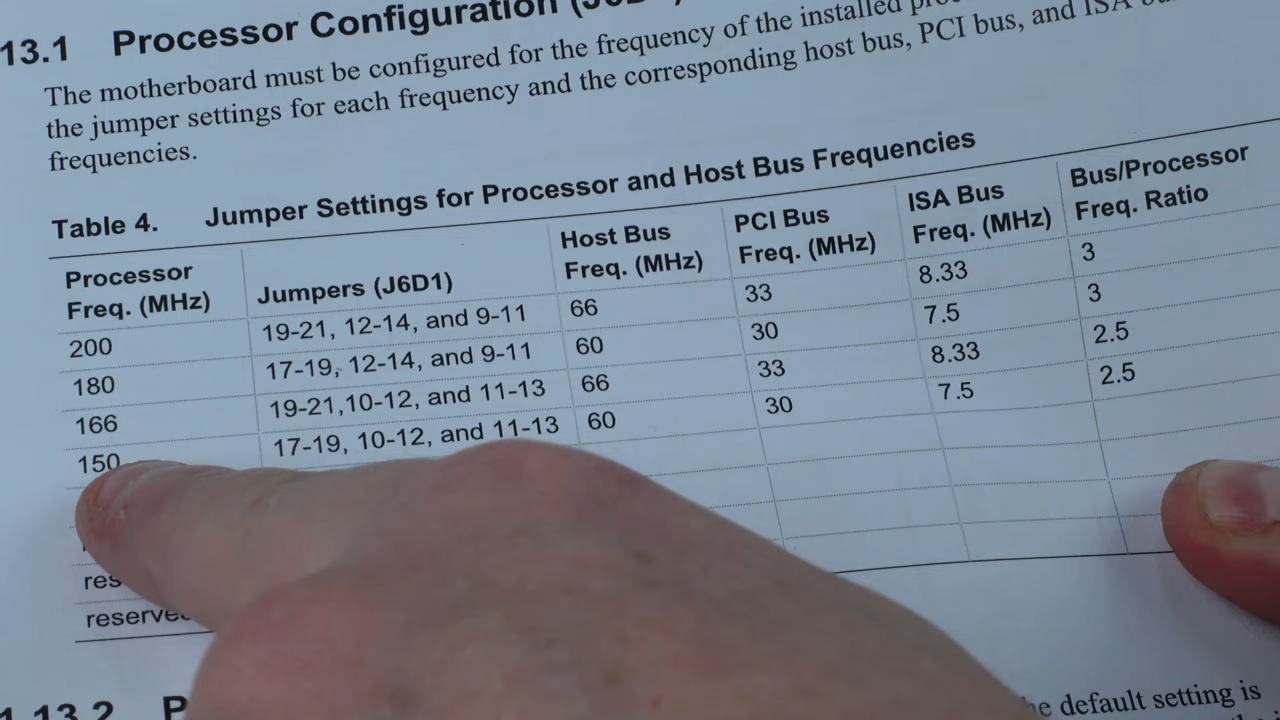 13.1 Processor Configuration
The motherboard must be configured for the frequency of the installed
the jumper settings for each frequency and the corresponding host bus, PCI bus, and ISA
frequencies.
Table 4. Jumper Settings for Processor and Host Bus Frequencies
Processor Freq. (MHz) Jumpers (J6D1) Host Bus Freq. (MHz) PCI Bus Freq. (MHz) ISA Bus Freq. (MHz) Bus/Processor Freq. Ratio
200 19-21, 12-14, and 9-11 66 33 8.33 3
180 17-19, 12-14, and 9-11 60 30 7.5 3
166 19-21,10-12, and 11-13 66 33 8.33 2.5
150 17-19, 10-12, and 11-13 60 30 7.5 2.5
reserved
1.13.2
default setting is